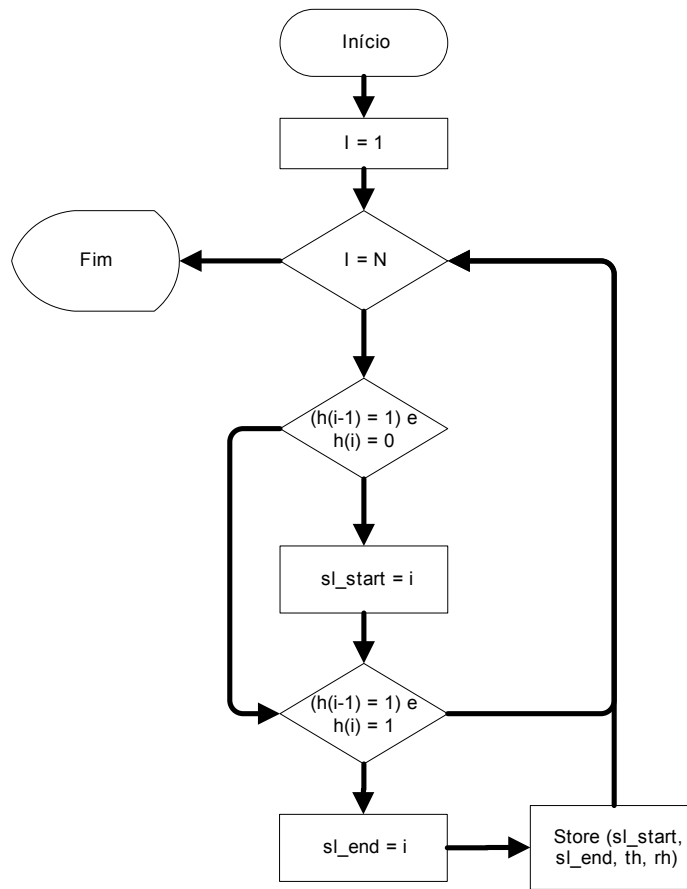 Início
I = 1
I = N
Fim
(h(i-1) = 1) e
h(i) = 0
sl_start = i
(h(i-1) = 1) e
h(i) = 1
sl_end = i
Store (sl_start,
sl_end, th, rh)